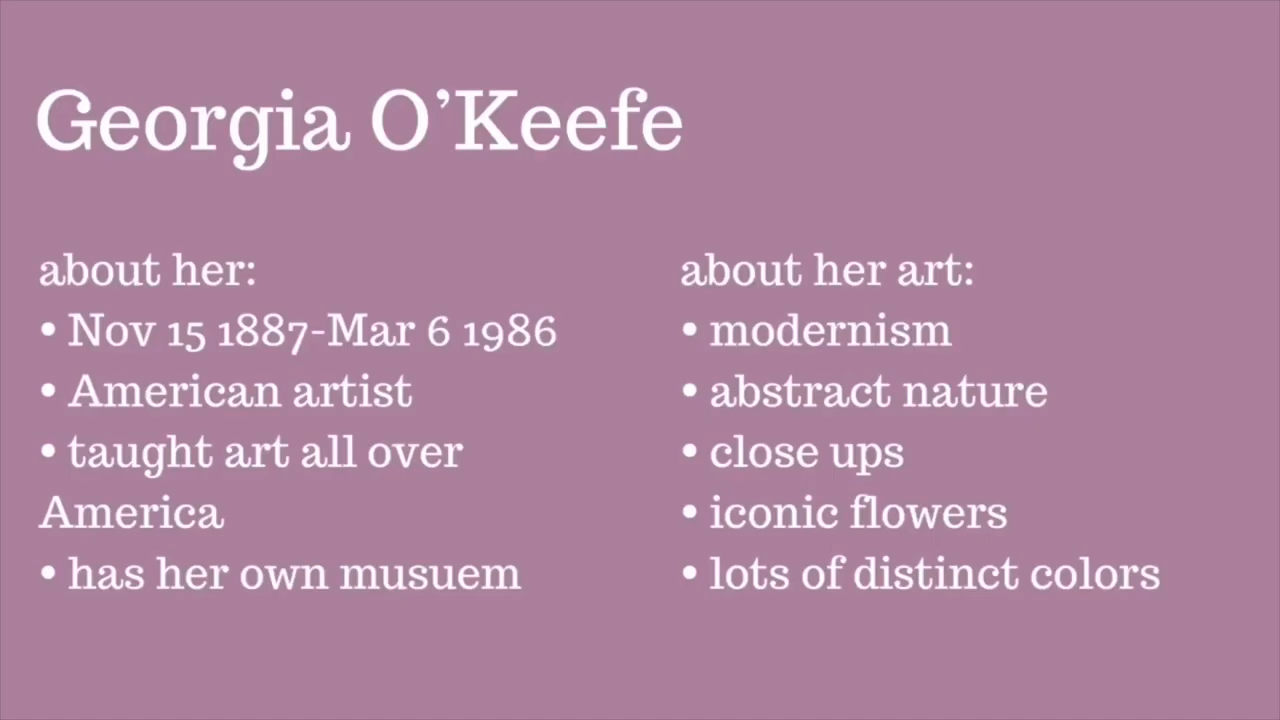 Georgia O’Keefe
about her:
• Nov 15 1887-Mar 6 1986
• American artist
• taught art all over
America
• has her own musuem
about her art:
• modernism
• abstract nature
• close ups
• iconic flowers
• lots of distinct colors